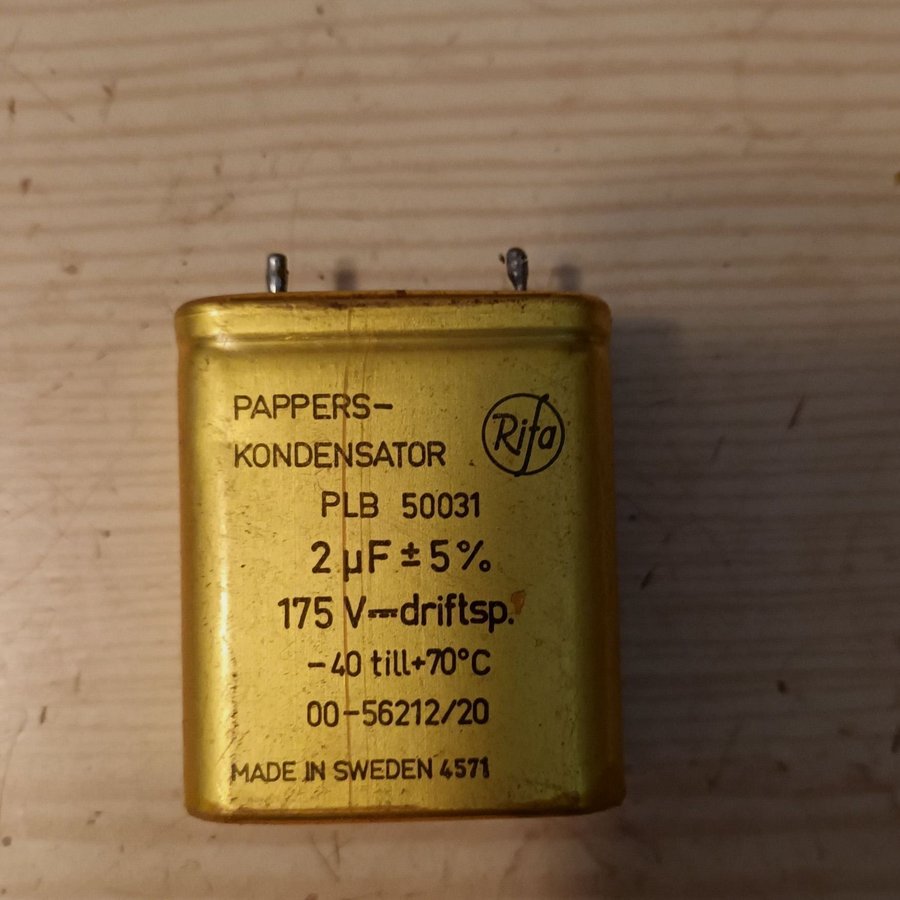 PAPPERS-
KONDENSATOR
Rifa
PLB 50031
2 µF ± 5%
175 V⎓driftsp.
-40 till+70°C
00-56212/20
MADE IN SWEDEN 4571